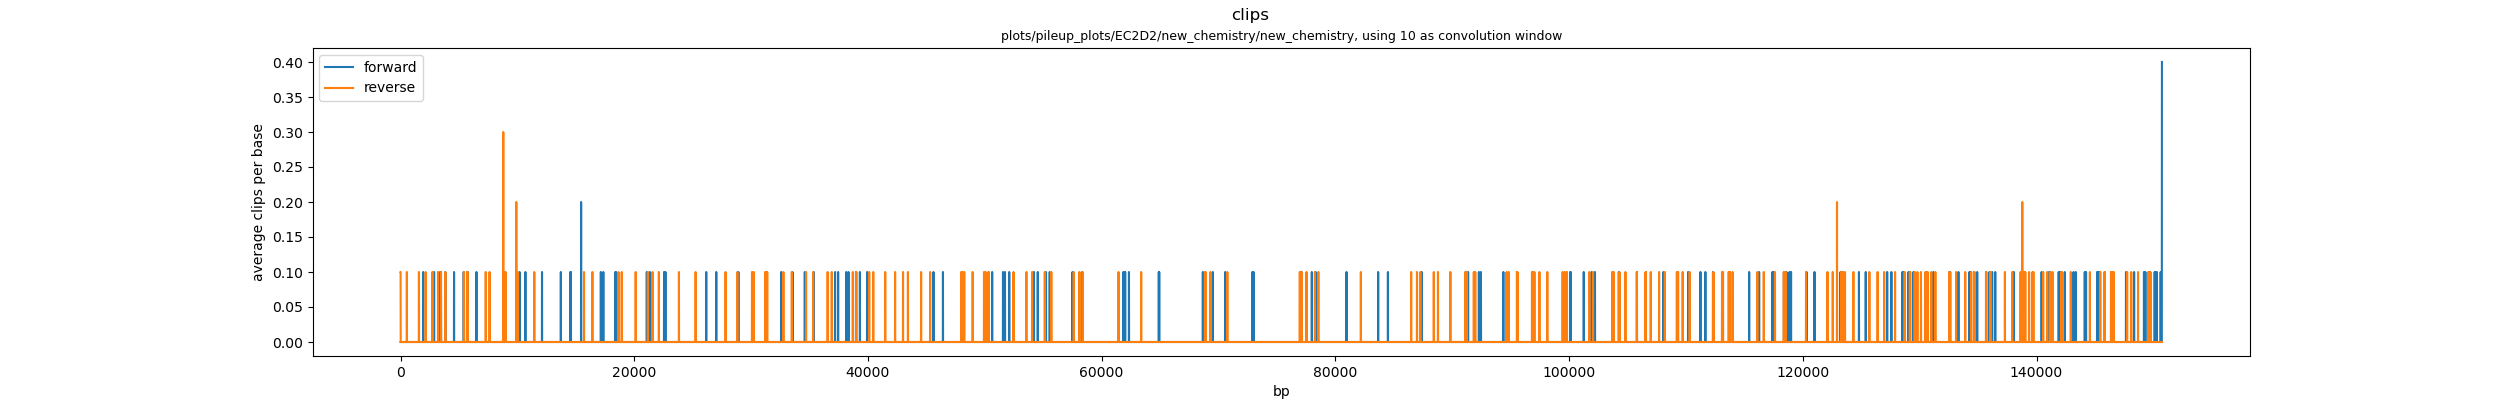 clips
plots/pileup_plots/EC2D2/new_chemistry/new_chemistry, using 10 as convolution window
forward
reverse
average clips per base
0.40
0.35
0.30
0.25
0.20
0.15
0.10
0.05
0.00
0 20000 40000 60000 80000 100000 120000 140000
bp